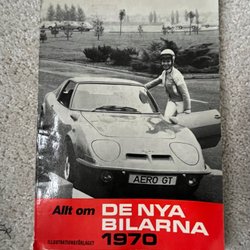 AERO GT
Allt om DE NYA
BILARNA
ILLUSTRATIONSFÖRLAGET 1970